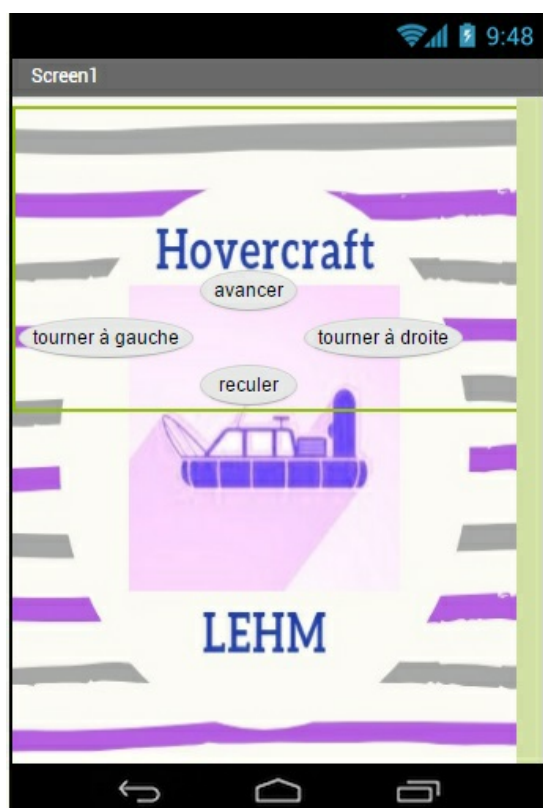 9:48
Screen1
Hovercraft
avancer
tourner à gauche
tourner à droite
reculer
LEHM